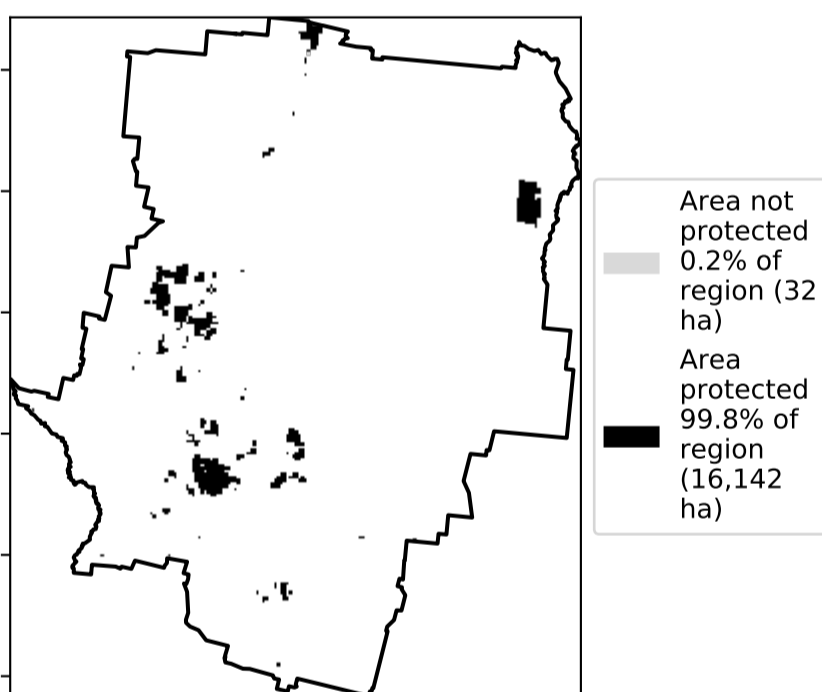 Area not
protected
0.2% of
region (32
ha)
Area
protected
99.8% of
region
(16,142
ha)